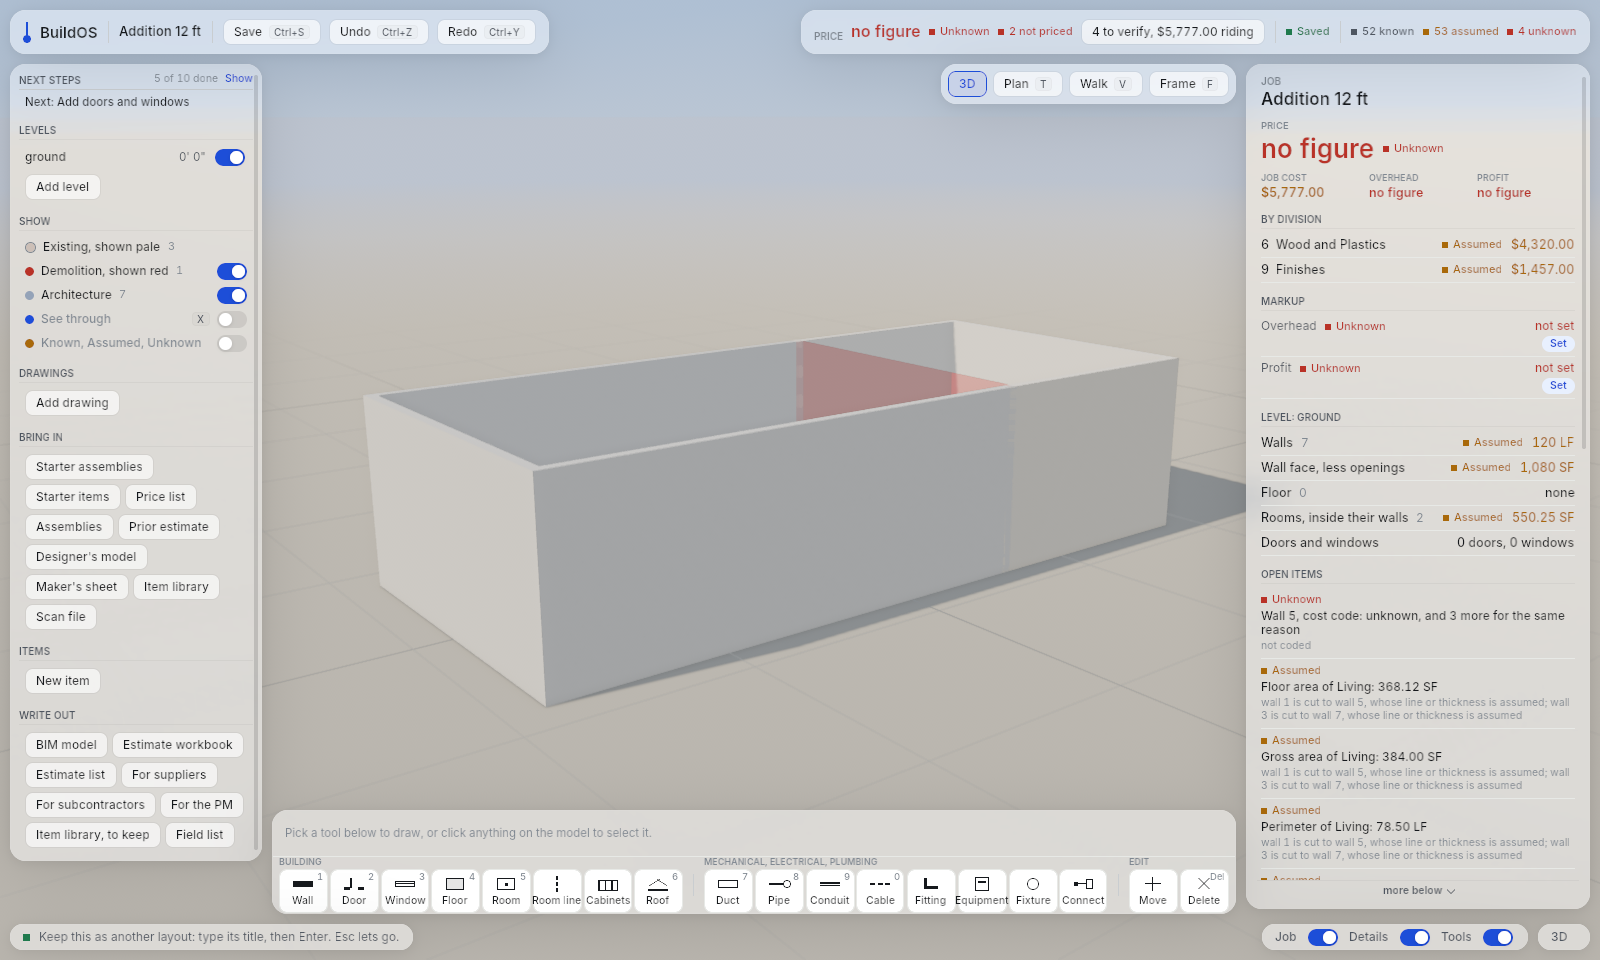 BuildOS
Addition 12 ft
Save Ctrl+S
Undo Ctrl+Z
Redo Ctrl+Y
PRICE no figure Unknown 2 not priced
4 to verify, $5,777.00 riding
Saved
52 known 53 assumed 4 unknown
NEXT STEPS 5 of 10 done Show
Next: Add doors and windows
LEVELS
ground 0' 0"
Add level
SHOW
Existing, shown pale 3
Demolition, shown red 1
Architecture 7
See through X
Known, Assumed, Unknown
DRAWINGS
Add drawing
BRING IN
Starter assemblies
Starter items Price list
Assemblies Prior estimate
Designer's model
Maker's sheet Item library
Scan file
ITEMS
New item
WRITE OUT
BIM model Estimate workbook
Estimate list For suppliers
For subcontractors For the PM
Item library, to keep Field list
3D Plan T Walk V Frame F
JOB
Addition 12 ft
PRICE
no figure Unknown
JOB COST OVERHEAD PROFIT
$5,777.00 no figure no figure
BY DIVISION
6 Wood and Plastics Assumed $4,320.00
9 Finishes Assumed $1,457.00
MARKUP
Overhead Unknown not set
Set
Profit Unknown not set
Set
LEVEL: GROUND
Walls 7 Assumed 120 LF
Wall face, less openings Assumed 1,080 SF
Floor 0 none
Rooms, inside their walls 2 Assumed 550.25 SF
Doors and windows 0 doors, 0 windows
OPEN ITEMS
Unknown
Wall 5, cost code: unknown, and 3 more for the same
reason
not coded
Assumed
Floor area of Living: 368.12 SF
wall 1 is cut to wall 5, whose line or thickness is assumed; wall
3 is cut to wall 7, whose line or thickness is assumed
Assumed
Gross area of Living: 384.00 SF
wall 1 is cut to wall 5, whose line or thickness is assumed; wall
3 is cut to wall 7, whose line or thickness is assumed
Assumed
Perimeter of Living: 78.50 LF
wall 1 is cut to wall 5, whose line or thickness is assumed; wall
3 is cut to wall 7, whose line or thickness is assumed
more below
Pick a tool below to draw, or click anything on the model to select it.
BUILDING MECHANICAL, ELECTRICAL, PLUMBING EDIT
1 2 3 4 5 6 7 8 9 0 Del
Wall Door Window Floor Room Room line Cabinets Roof Duct Pipe Conduit Cable Fitting Equipment Fixture Connect Move Delete
Keep this as another layout: type its title, then Enter. Esc lets go.
Job Details Tools 3D